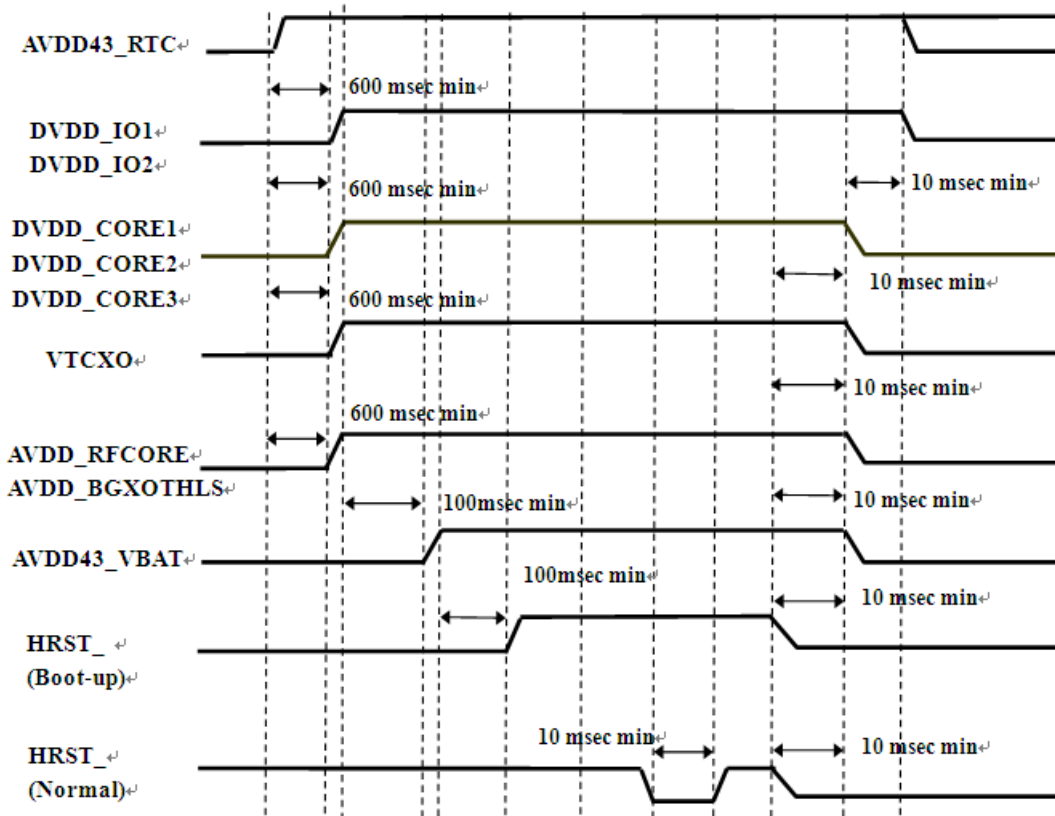 AVDD43_RTC↵
600 msec min↵
DVDD_IO1
DVDD_IO2↵
600 msec min↵
10 msec min↵
DVDD_CORE1
DVDD_CORE2
DVDD_CORE3↵
10 msec min↵
600 msec min↵
VTCXO↵
10 msec min↵
600 msec min↵
AVDD_RFCORE
AVDD_BGXOTHLS↵
100msec min↵
10 msec min↵
AVDD43_VBAT↵
100msec min↵
10 msec min↵
HRST_ ↵
(Boot-up)↵
10 msec min↵
10 msec min↵
HRST_↵
(Normal)↵